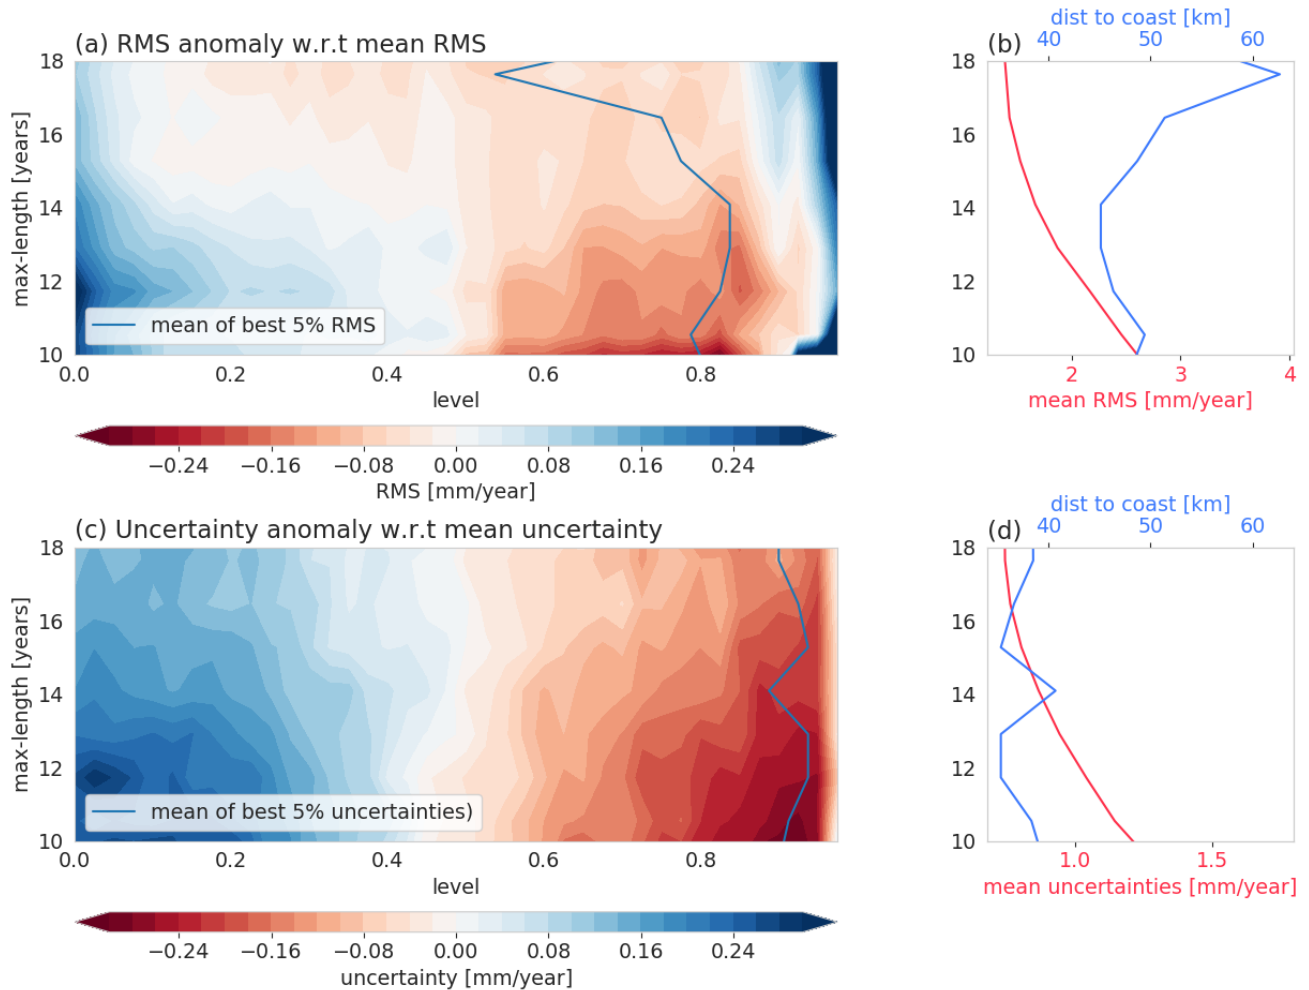 (a) RMS anomaly w.r.t mean RMS
max-length [years]
18
16
14
12
10
mean of best 5% RMS
0.0 0.2 0.4 0.6 0.8
level
−0.24 −0.16 −0.08 0.00 0.08 0.16 0.24
RMS [mm/year]
dist to coast [km]
(b) 40 50 60
18
16
14
12
10
2 3 4
mean RMS [mm/year]
(c) Uncertainty anomaly w.r.t mean uncertainty
max-length [years]
18
16
14
12
10
mean of best 5% uncertainties)
0.0 0.2 0.4 0.6 0.8
level
−0.24 −0.16 −0.08 0.00 0.08 0.16 0.24
uncertainty [mm/year]
dist to coast [km]
(d) 40 50 60
18
16
14
12
10
1.0 1.5
mean uncertainties [mm/year]